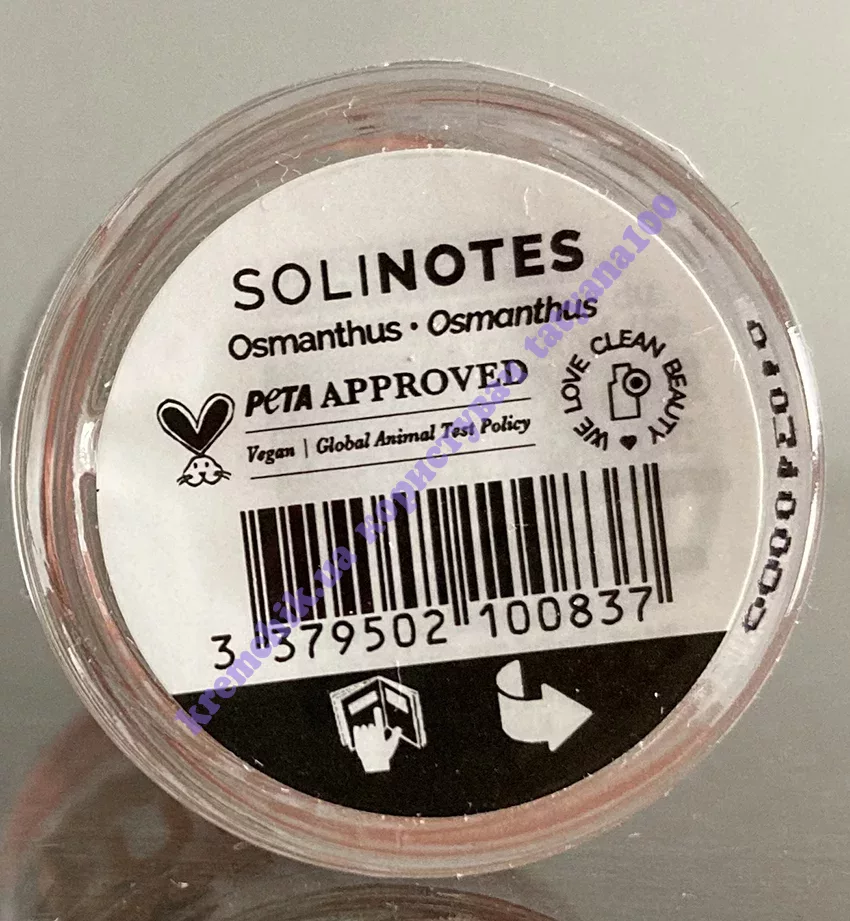 SOLINOTES
Osmanthus • Osmanthus
PETA APPROVED
Vegan | Global Animal Test Policy
WE LOVE CLEAN BEAUTY
3 379502 100837
kremchik.ua користувач tatyana100